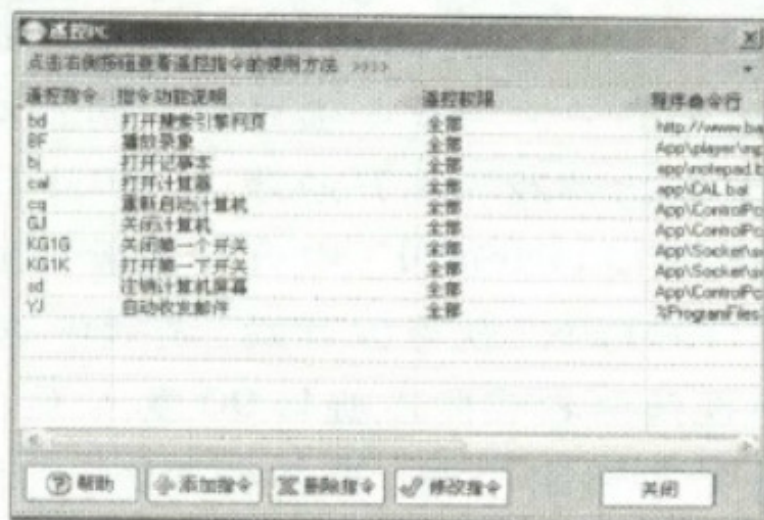 遥控PC
点击右侧按钮查看遥控指令的使用方法 >>>>
遥控指令 指令功能说明 遥控权限 程序命令行
bd 打开搜索引擎网页 全部 http://www.ba
BF 播放录象 全部 App\player\mp
bj 打开记事本 全部 app\notepad.b
cal 打开计算器 全部 app\CAL.bat
cq 重新启动计算机 全部 App\ControlPc
GJ 关闭计算机 全部 App\ControlPc
KG1G 关闭第一个开关 全部 App\Socket\sw
KG1K 打开第一下开关 全部 App\Socket\sw
sd 注销计算机屏幕 全部 App\ControlPc
YJ 自动收发邮件 全部 %ProgramFiles
帮助 添加指令 删除指令 修改指令 关闭